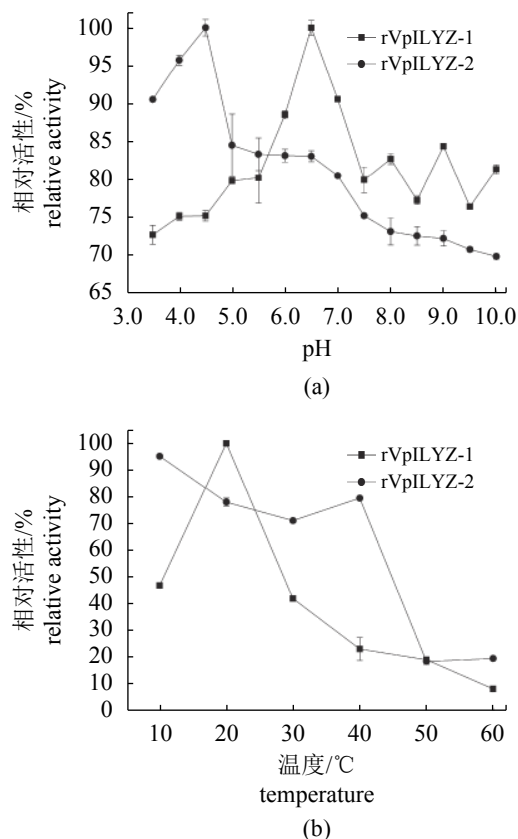 100
95
90
85
80
75
70
65
相对活性/%
relative activity
rVpILYZ-1
rVpILYZ-2
3.0 4.0 5.0 6.0 7.0 8.0 9.0 10.0
pH
(a)
100
90
80
70
60
50
40
30
20
10
0
相对活性/%
relative activity
rVpILYZ-1
rVpILYZ-2
10 20 30 40 50 60
温度/℃
temperature
(b)